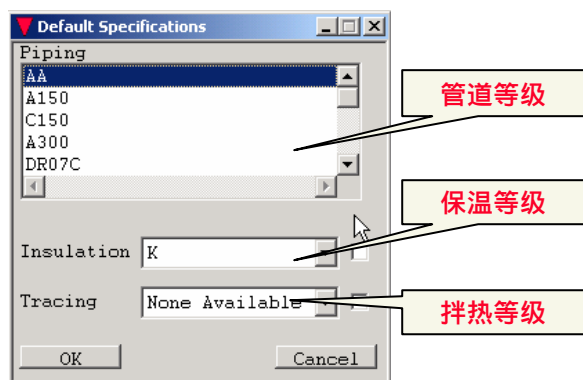 Default Specifications
Piping
AA
A150
C150
A300
DR07C
管道等级
Insulation K
保温等级
Tracing None Available
拌热等级
OK Cancel